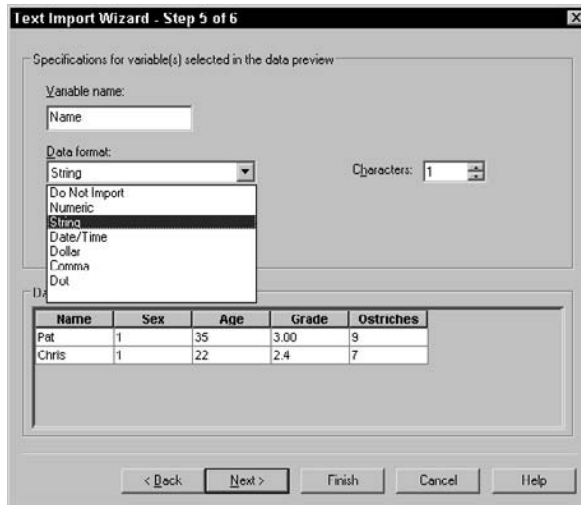 Text Import Wizard - Step 5 of 6
X
Specifications for variable(s) selected in the data preview
Variable name:
Name
Data format:
String
Characters: 1
Do Not Import
Numeric
String
Date/Time
Dollar
Comma
Dot
Da
Name Sex Age Grade Ostriches
Pat 1 35 3.00 9
Chris 1 22 2.4 7
< Back Next > Finish Cancel Help